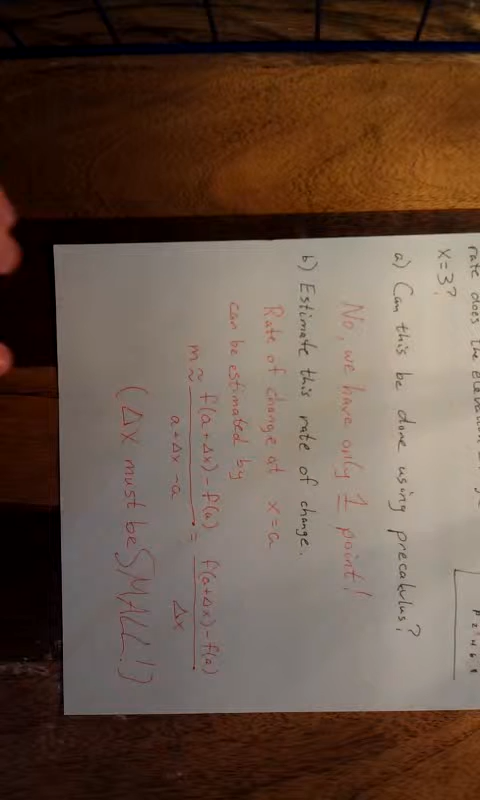 rate does the elevation
x=3?
a) Can this be done using precalculus?
No, we have only 1 point!
b) Estimate this rate of change.
Rate of change at x=a
can be estimated by
m≈ f(a+Δx)-f(a) / a+Δx-a = f(a+Δx)-f(a) / Δx
(Δx must be SMALL!)